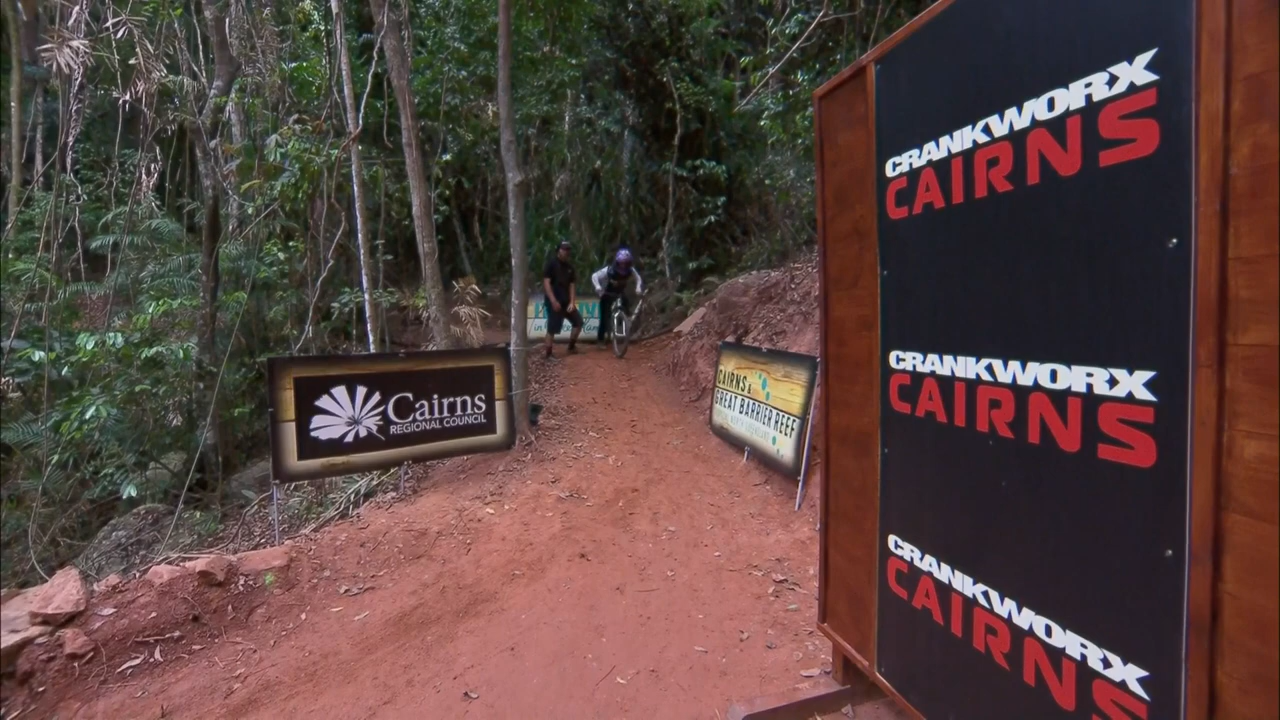 Cairns
REGIONAL COUNCIL
CAIRNS &
GREAT BARRIER REEF
CRANKWORX
CAIRNS
CRANKWORX
CAIRNS
CRANKWORX
CAIRNS